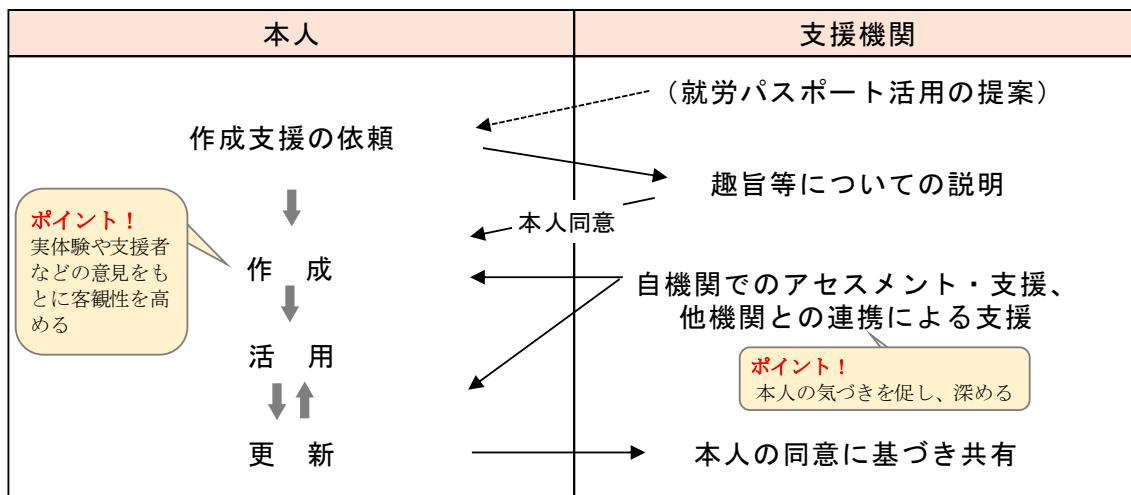 本人
支援機関
（就労パスポート活用の提案）
作成支援の依頼
趣旨等についての説明
本人同意
ポイント！
実体験や支援者
などの意見をも
とに客観性を高
める
作　成
自機関でのアセスメント・支援、
他機関との連携による支援
活　用
ポイント！
本人の気づきを促し、深める
更　新
本人の同意に基づき共有